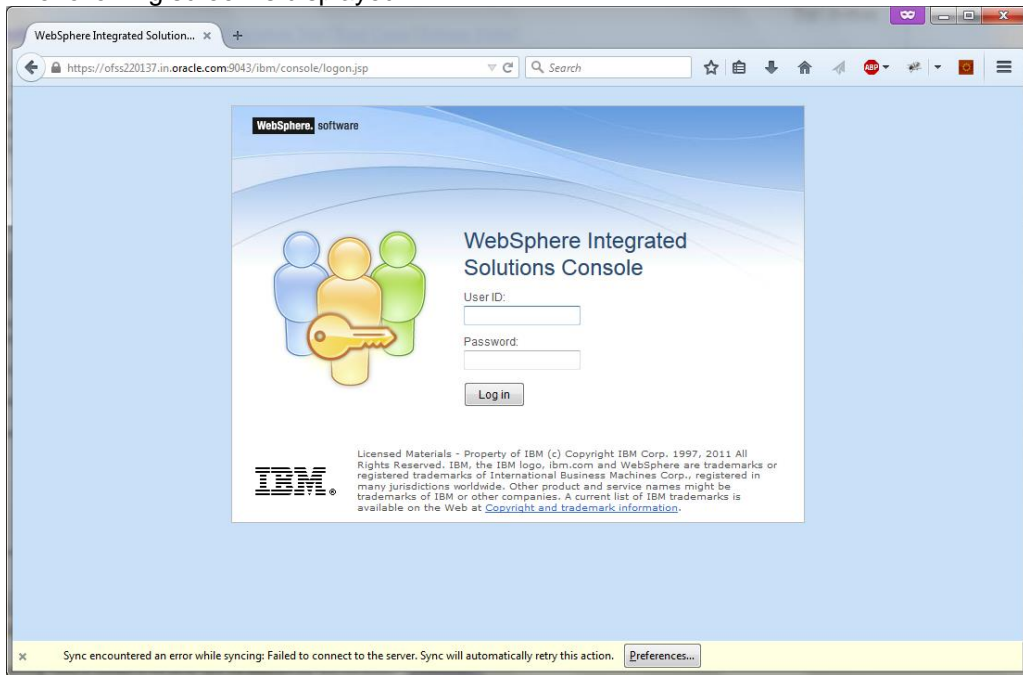 WebSphere Integrated Solution... × +
https://ofss220137.in.oracle.com:9043/ibm/console/logon.jsp
Search
ABP
WebSphere. software
WebSphere Integrated
Solutions Console
User ID:
Password:
Log in
IBM®
Licensed Materials - Property of IBM (c) Copyright IBM Corp. 1997, 2011 All
Rights Reserved. IBM, the IBM logo, ibm.com and WebSphere are trademarks or
registered trademarks of International Business Machines Corp., registered in
many jurisdictions worldwide. Other product and service names might be
trademarks of IBM or other companies. A current list of IBM trademarks is
available on the Web at Copyright and trademark information.
× Sync encountered an error while syncing: Failed to connect to the server. Sync will automatically retry this action. Preferences...